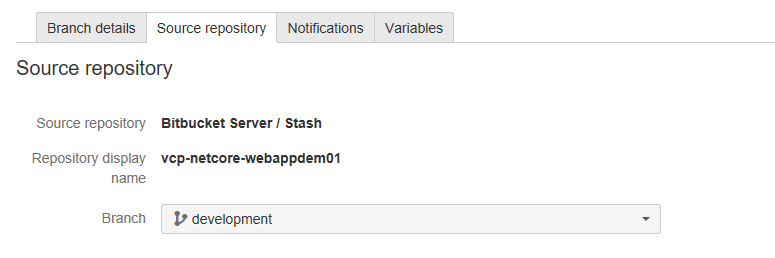 Branch details Source repository Notifications Variables
Source repository
Source repository Bitbucket Server / Stash
Repository display vcp-netcore-webappdem01
name
Branch development